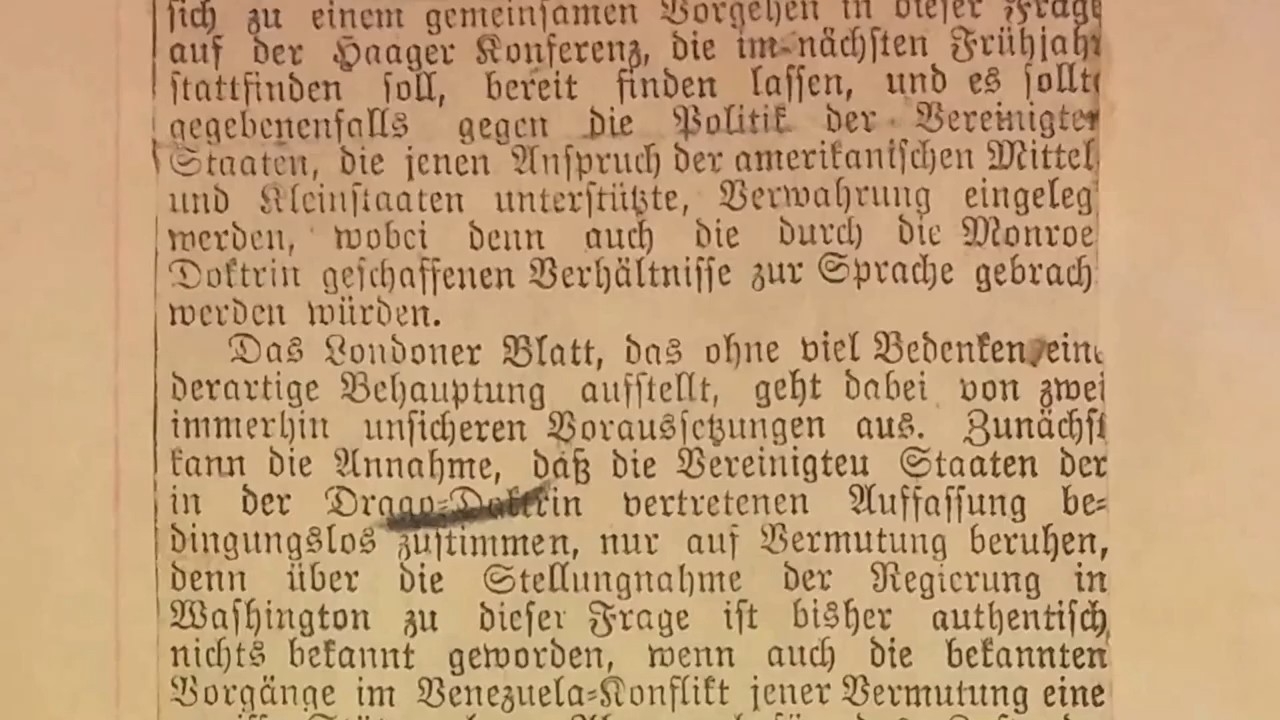 sich zu einem gemeinsamen Vorgehen in dieser Frage
auf der Haager Konferenz, die im nächsten Frühjahr
stattfinden soll, bereit finden lassen, und es sollte
gegebenenfalls gegen die Politik der Vereinigten
Staaten, die jenen Anspruch der amerikanischen Mittel
und Kleinstaaten unterstützte, Verwahrung eingeleg
werden, wobei denn auch die durch die Monroe
Doktrin geschaffenen Verhältnisse zur Sprache gebrach
werden würden.
Das Londoner Blatt, das ohne viel Bedenken eine
derartige Behauptung aufstellt, geht dabei von zwei
immerhin unsicheren Voraussetzungen aus. Zunächst
kann die Annahme, daß die Vereinigteu Staaten der
in der Drago-Doktrin vertretenen Auffassung be-
dingungslos zustimmen, nur auf Vermutung beruhen,
denn über die Stellungnahme der Regierung in
Washington zu dieser Frage ist bisher authentisch
nichts bekannt geworden, wenn auch die bekannten
Vorgänge im Venezuela-Konflikt jener Vermutung eine